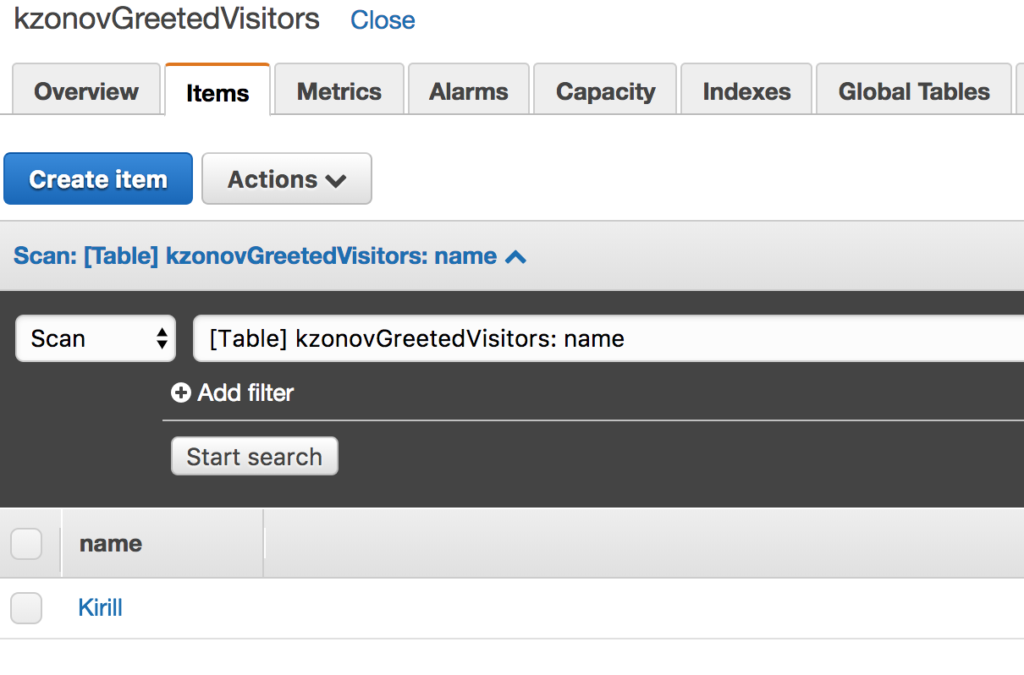 kzonovGreetedVisitors Close
Overview Items Metrics Alarms Capacity Indexes Global Tables
Create item Actions
Scan: [Table] kzonovGreetedVisitors: name
Scan [Table] kzonovGreetedVisitors: name
Add filter
Start search
name
Kirill